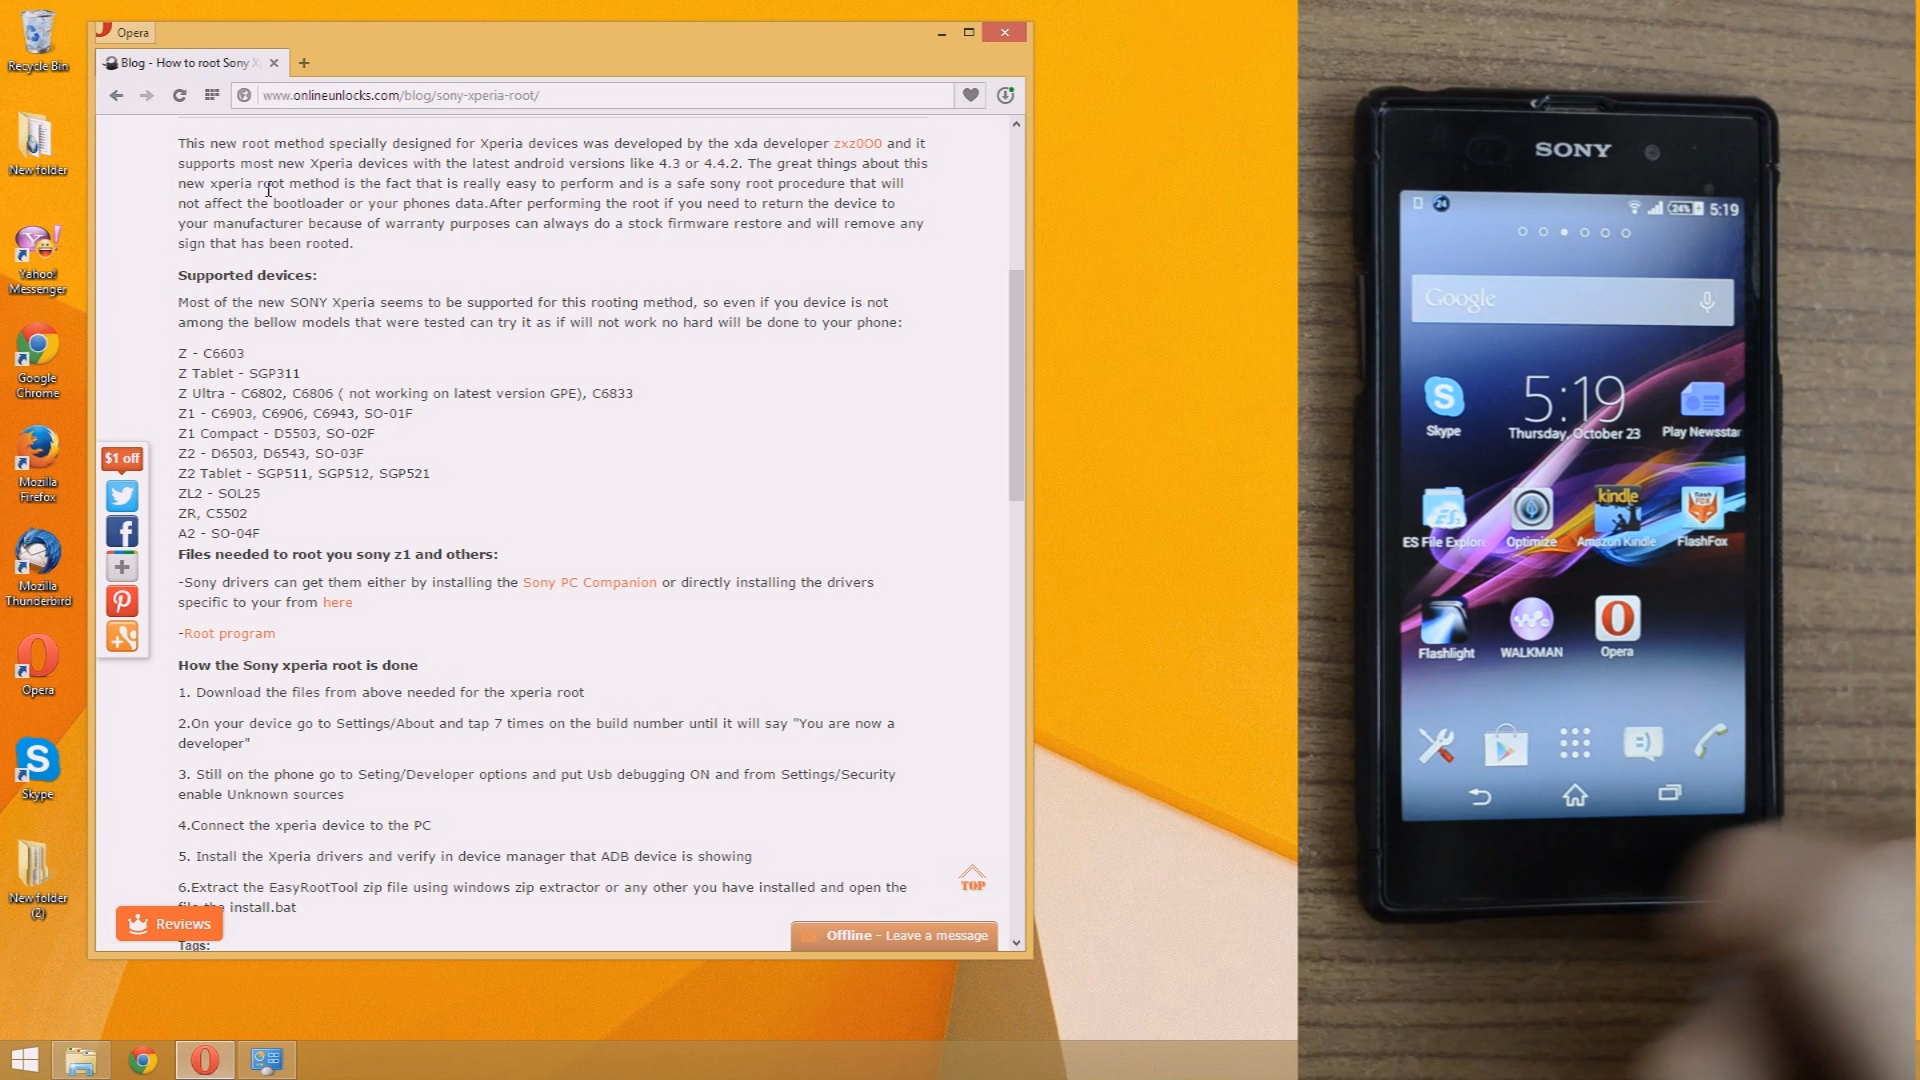 Opera
Blog - How to root Sony X
www.onlineunlocks.com/blog/sony-xperia-root/
This new root method specially designed for Xperia devices was developed by the xda developer zxz0O0 and it
supports most new Xperia devices with the latest android versions like 4.3 or 4.4.2. The great things about this
new xperia root method is the fact that is really easy to perform and is a safe sony root procedure that will
not affect the bootloader or your phones data.After performing the root if you need to return the device to
your manufacturer because of warranty purposes can always do a stock firmware restore and will remove any
sign that has been rooted.
Supported devices:
Most of the new SONY Xperia seems to be supported for this rooting method, so even if you device is not
among the bellow models that were tested can try it as if will not work no hard will be done to your phone:
Z - C6603
Z Tablet - SGP311
Z Ultra - C6802, C6806 ( not working on latest version GPE), C6833
Z1 - C6903, C6906, C6943, SO-01F
Z1 Compact - D5503, SO-02F
Z2 - D6503, D6543, SO-03F
Z2 Tablet - SGP511, SGP512, SGP521
ZL2 - SOL25
ZR, C5502
A2 - SO-04F
Files needed to root you sony z1 and others:
-Sony drivers can get them either by installing the Sony PC Companion or directly installing the drivers
specific to your from here
-Root program
How the Sony xperia root is done
1. Download the files from above needed for the xperia root
2.On your device go to Settings/About and tap 7 times on the build number until it will say "You are now a
developer"
3. Still on the phone go to Seting/Developer options and put Usb debugging ON and from Settings/Security
enable Unknown sources
4.Connect the xperia device to the PC
5. Install the Xperia drivers and verify in device manager that ADB device is showing
6.Extract the EasyRootTool zip file using windows zip extractor or any other you have installed and open the
the install.bat
Tags:
$1 off
Reviews
TOP
Offline - Leave a message
Recycle Bin
New folder
Yahoo!
Messenger
Google
Chrome
Mozilla
Firefox
Mozilla
Thunderbird
Opera
Skype
New folder
(2)
SONY
24
24%
5:19
Google
5:19
Thursday, October 23
Skype
Play Newsstan
ES File Explore
Optimize
kindle
Amazon Kindle
flash
FOX
FlashFox
Flashlight
WALKMAN
Opera